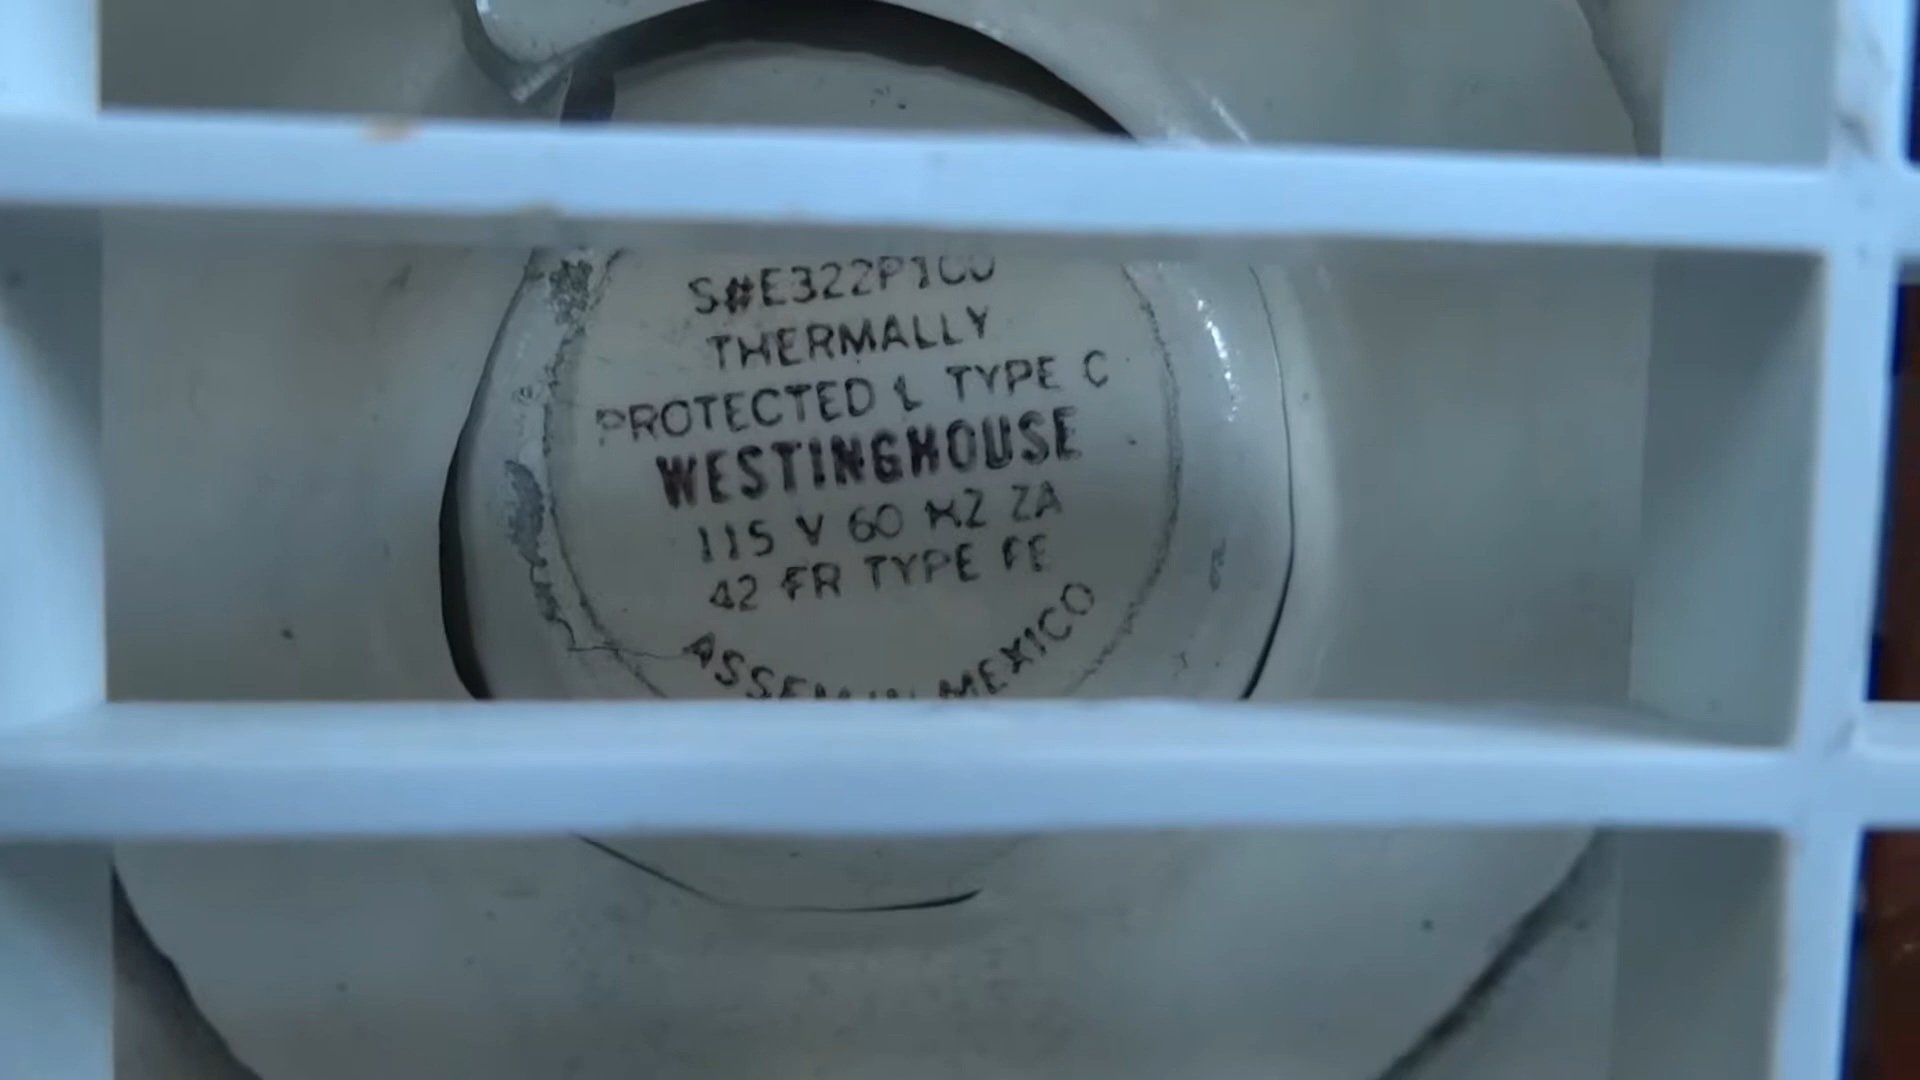 THERMALLY
PROTECTED L TYPE C
WESTINGHOUSE
115 V 60 HZ ZA
42 FR TYPE FE
MEXICO